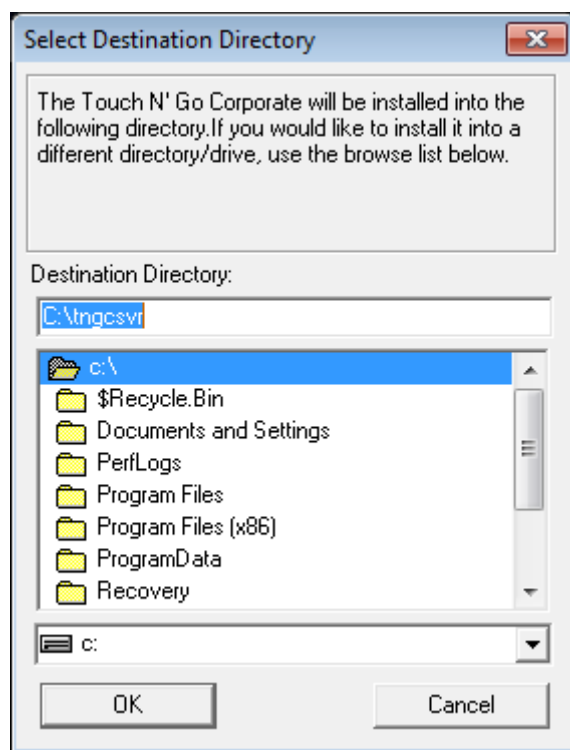 Select Destination Directory
The Touch N' Go Corporate will be installed into the
following directory.If you would like to install it into a
different directory/drive, use the browse list below.
Destination Directory:
C:\tngcsvr
c:\
$Recycle.Bin
Documents and Settings
PerfLogs
Program Files
Program Files (x86)
ProgramData
Recovery
c:
OK
Cancel